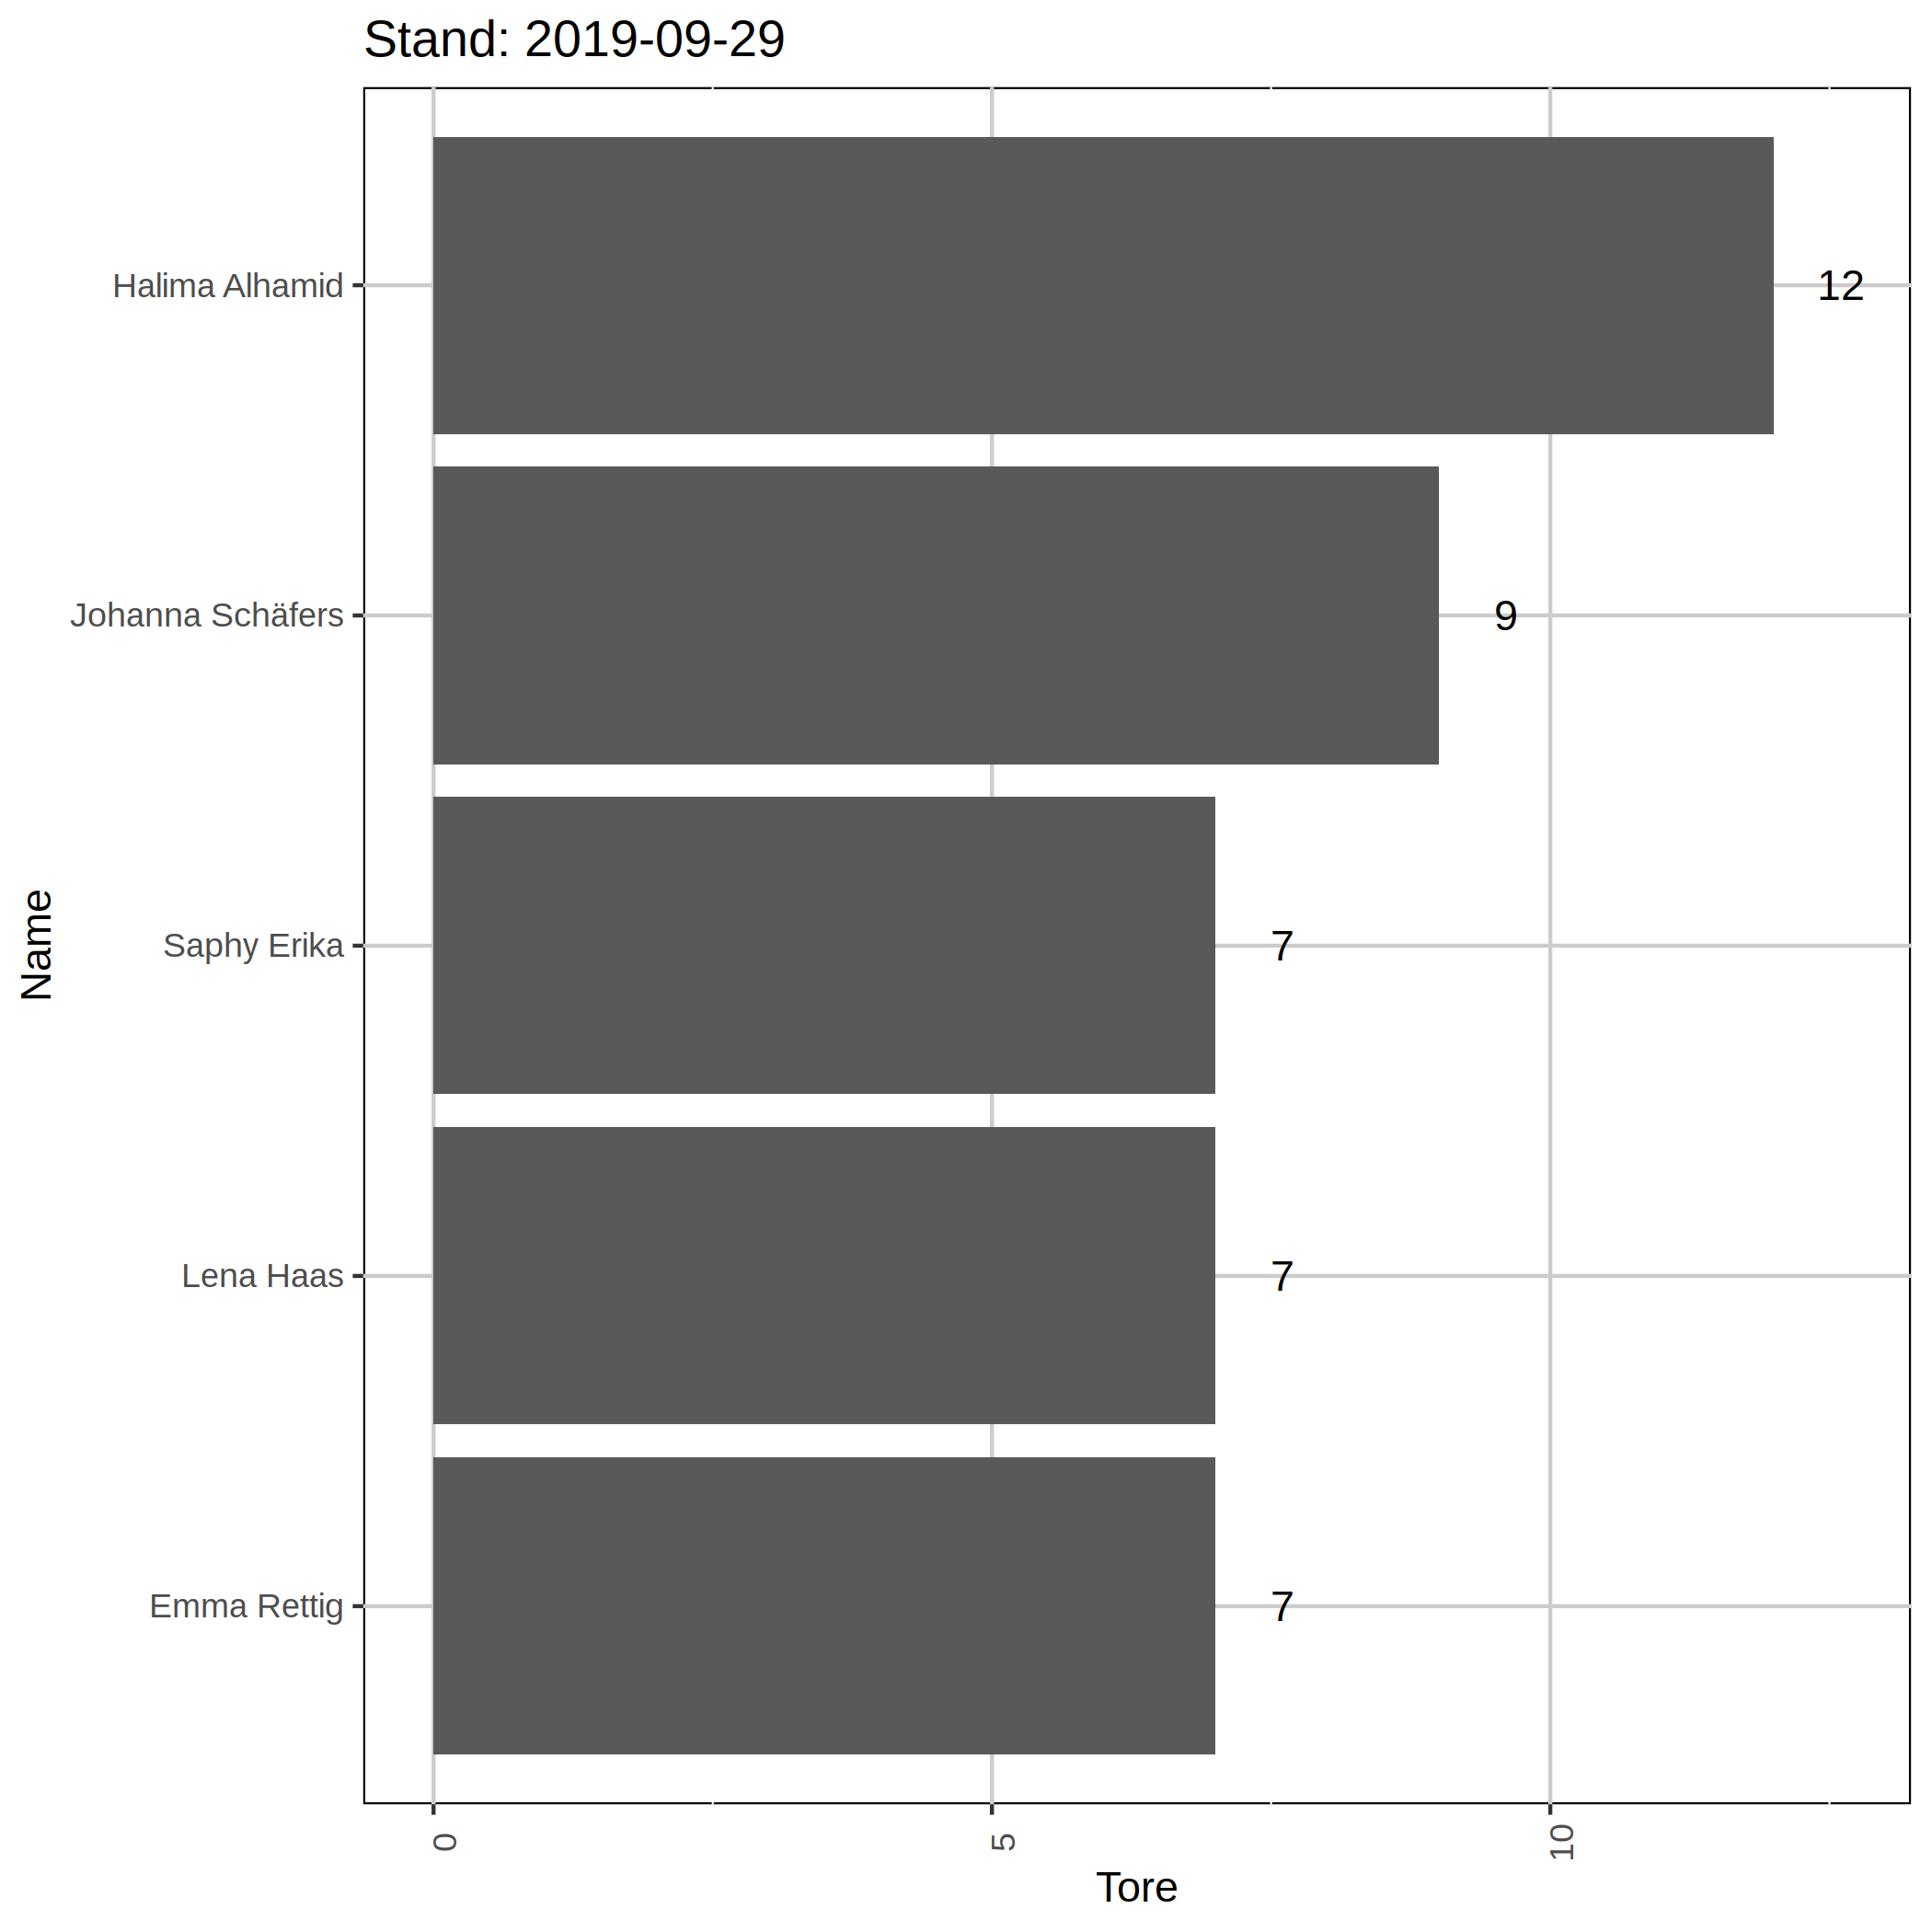 Stand: 2019-09-29
Halima Alhamid
12
Johanna Schäfers
9
Saphy Erika
7
Lena Haas
7
Emma Rettig
7
Name
0
5
10
Tore